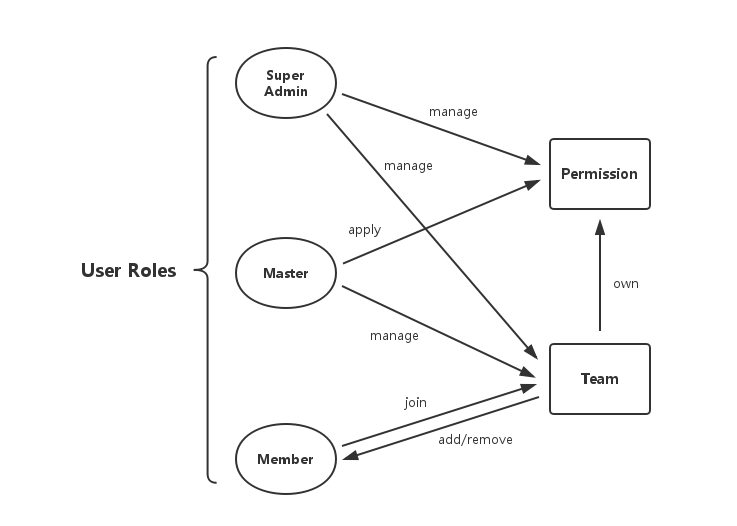 Super
Admin
manage
manage
Permission
apply
User Roles
Master
own
manage
Team
join
add/remove
Member